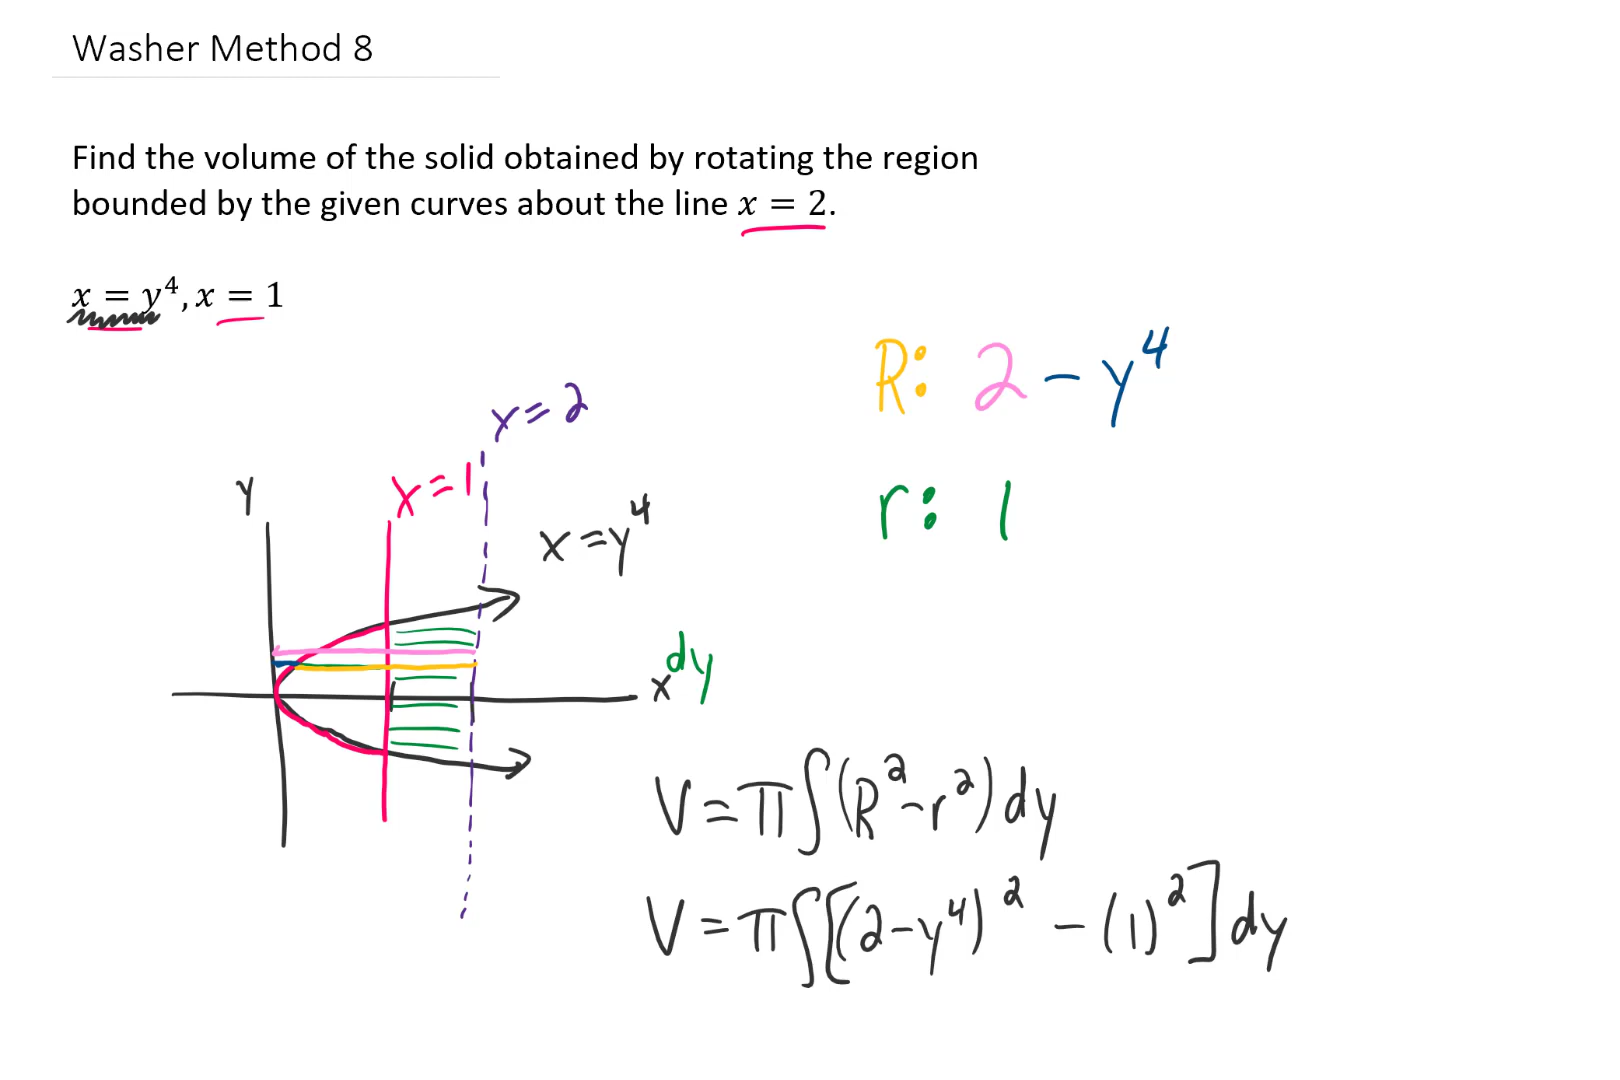 Washer Method 8
Find the volume of the solid obtained by rotating the region
bounded by the given curves about the line x = 2.
x = y⁴, x = 1
R: 2 - y⁴
r: 1
x=2
x=1
Y
x=y⁴
x
dy
V=π∫(R²-r²)dy
V=π∫[(2-y⁴)² - (1)²]dy